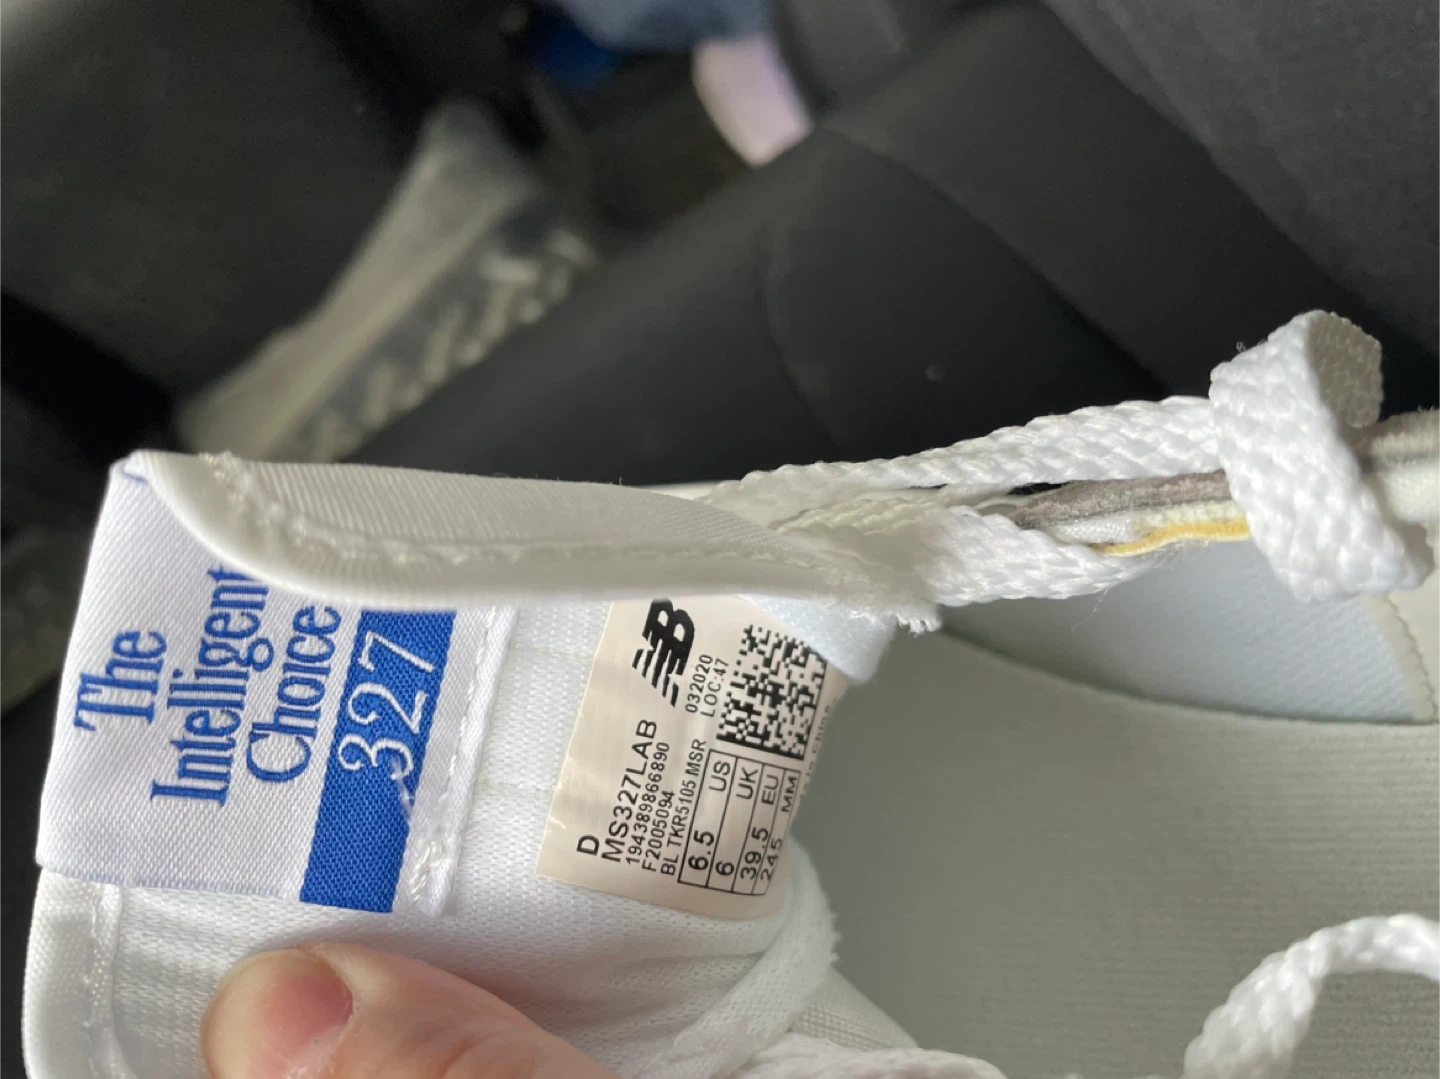 The
Intelligent
Choice
327
NB
D
MS327LAB
194389866890
F2005094
BL TKR5105 MSR
032020
LOC:47
6.5 US
6 UK
39.5 EU
245 MM